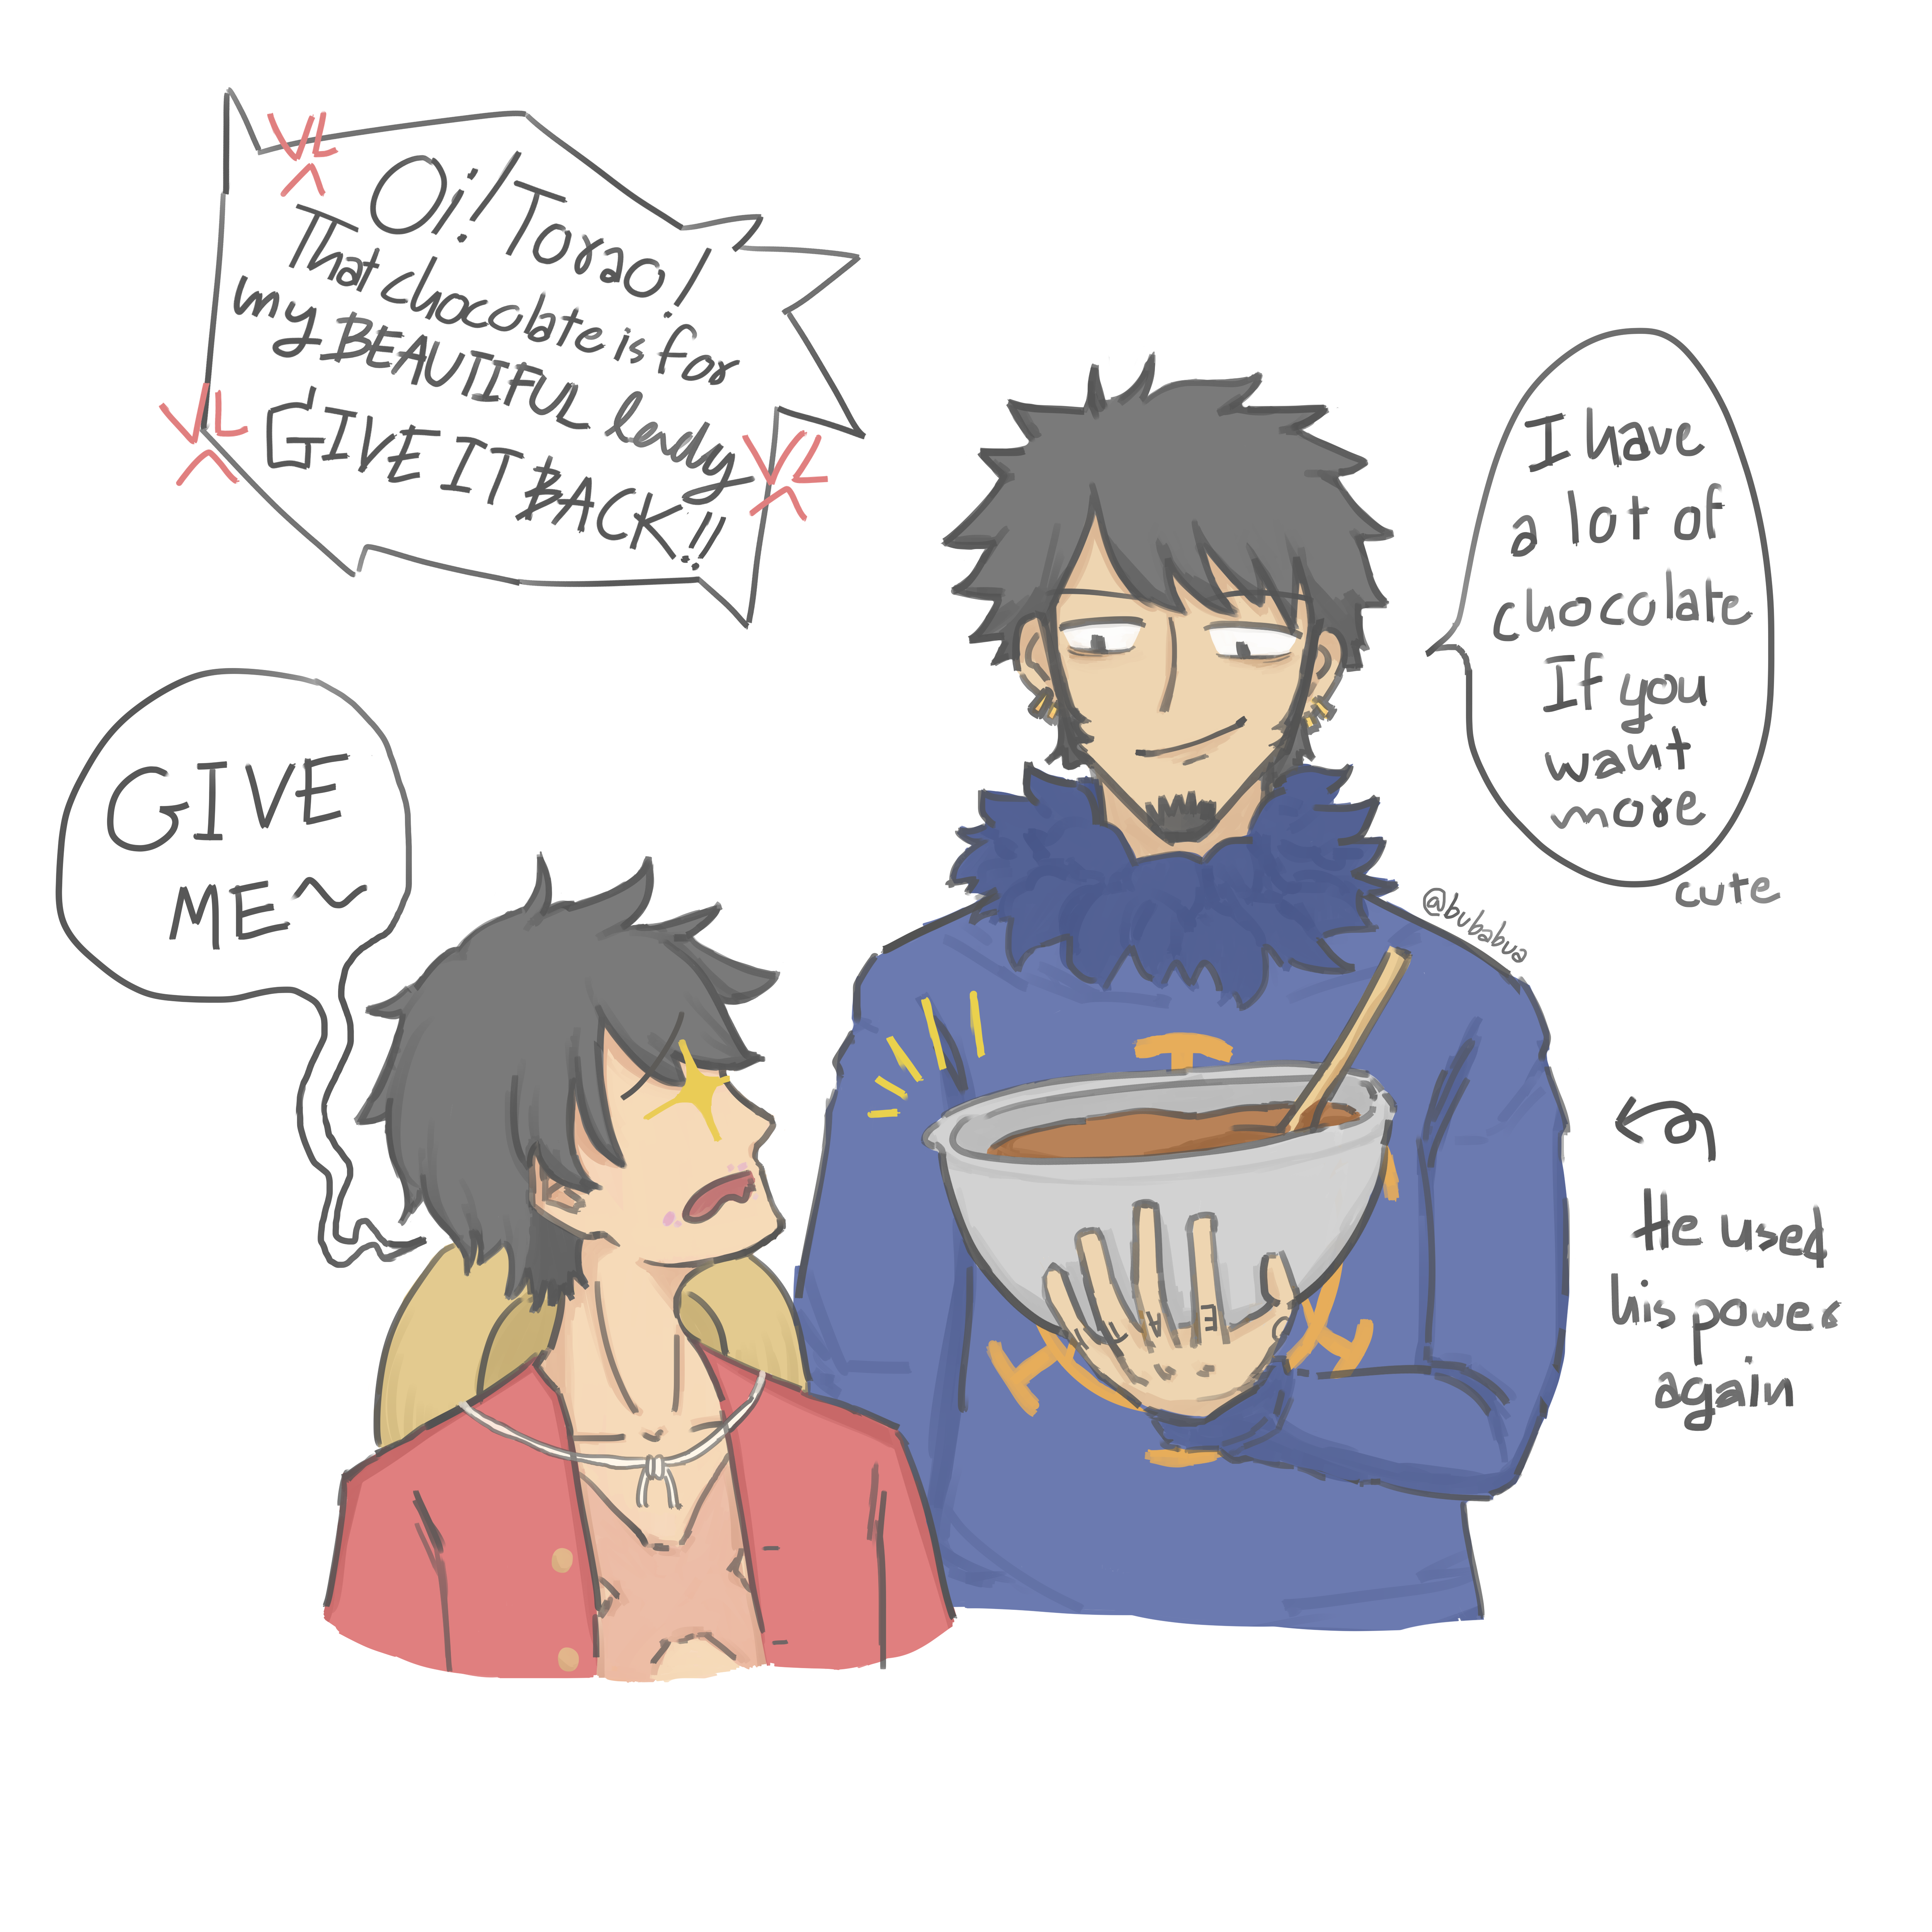 Oi! Torao!
That chocolate is for
my BEAUTIFUL lady
GIVE IT BACK!!
I have
a lot of
chocolate
If you
want
more
cute
GIVE
ME~
@bubabua
He used
his power
again
T A E